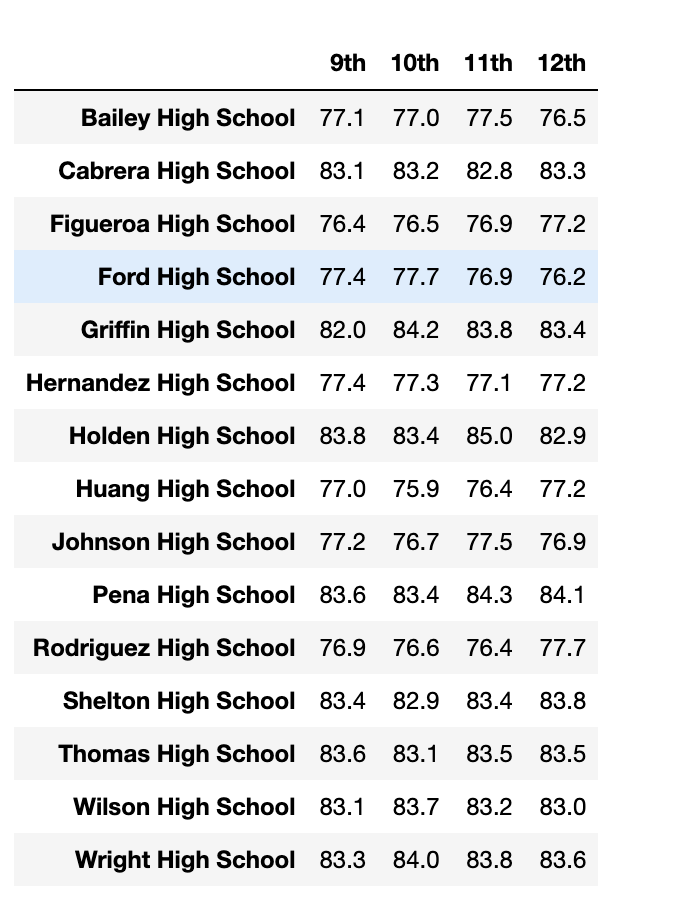 9th 10th 11th 12th
Bailey High School 77.1 77.0 77.5 76.5
Cabrera High School 83.1 83.2 82.8 83.3
Figueroa High School 76.4 76.5 76.9 77.2
Ford High School 77.4 77.7 76.9 76.2
Griffin High School 82.0 84.2 83.8 83.4
Hernandez High School 77.4 77.3 77.1 77.2
Holden High School 83.8 83.4 85.0 82.9
Huang High School 77.0 75.9 76.4 77.2
Johnson High School 77.2 76.7 77.5 76.9
Pena High School 83.6 83.4 84.3 84.1
Rodriguez High School 76.9 76.6 76.4 77.7
Shelton High School 83.4 82.9 83.4 83.8
Thomas High School 83.6 83.1 83.5 83.5
Wilson High School 83.1 83.7 83.2 83.0
Wright High School 83.3 84.0 83.8 83.6